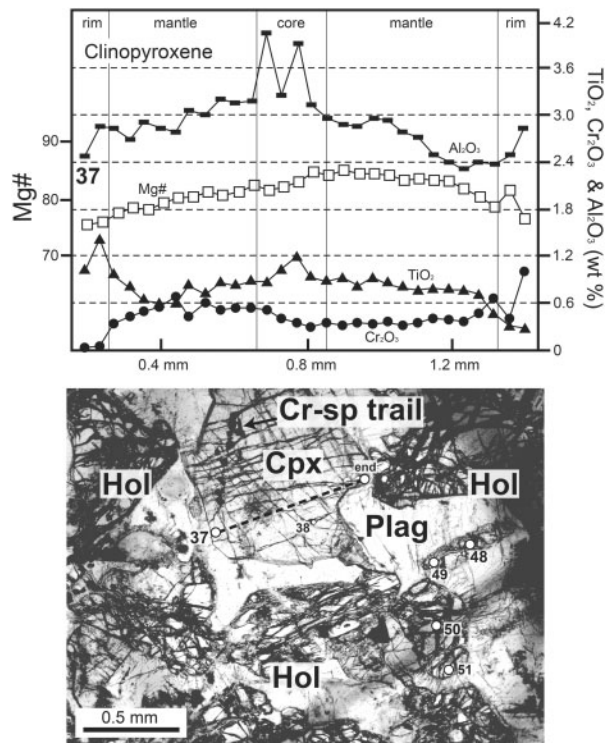 rim mantle core mantle rim
Clinopyroxene
4.2
3.6
3.0
2.4
1.8
1.2
0.6
0
TiO₂, Cr₂O₃ & Al₂O₃ (wt %)
90
80
70
Mg#
37
Al₂O₃
Mg#
TiO₂
Cr₂O₃
0.4 mm 0.8 mm 1.2 mm
Cr-sp trail
Cpx
end
Hol
Hol
Plag
37
38
48
49
50
51
Hol
0.5 mm